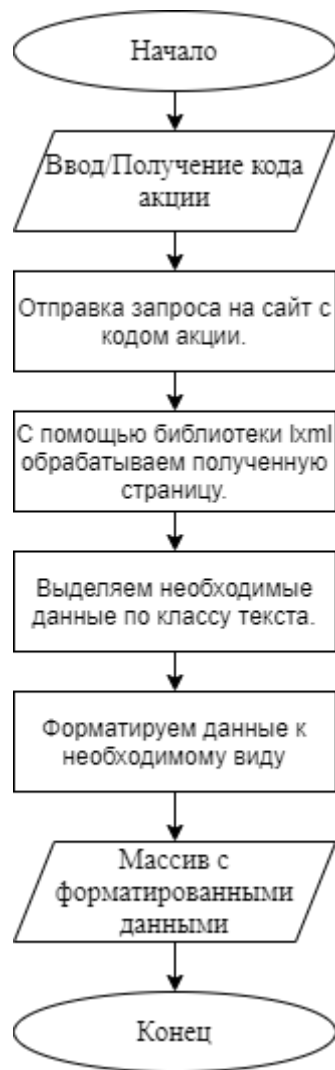 Начало
Ввод/Получение кода
акции
Отправка запроса на сайт с
кодом акции.
С помощью библиотеки lxml
обрабатываем полученную
страницу.
Выделяем необходимые
данные по классу текста.
Форматируем данные к
необходимому виду
Массив с
форматированными
данными
Конец